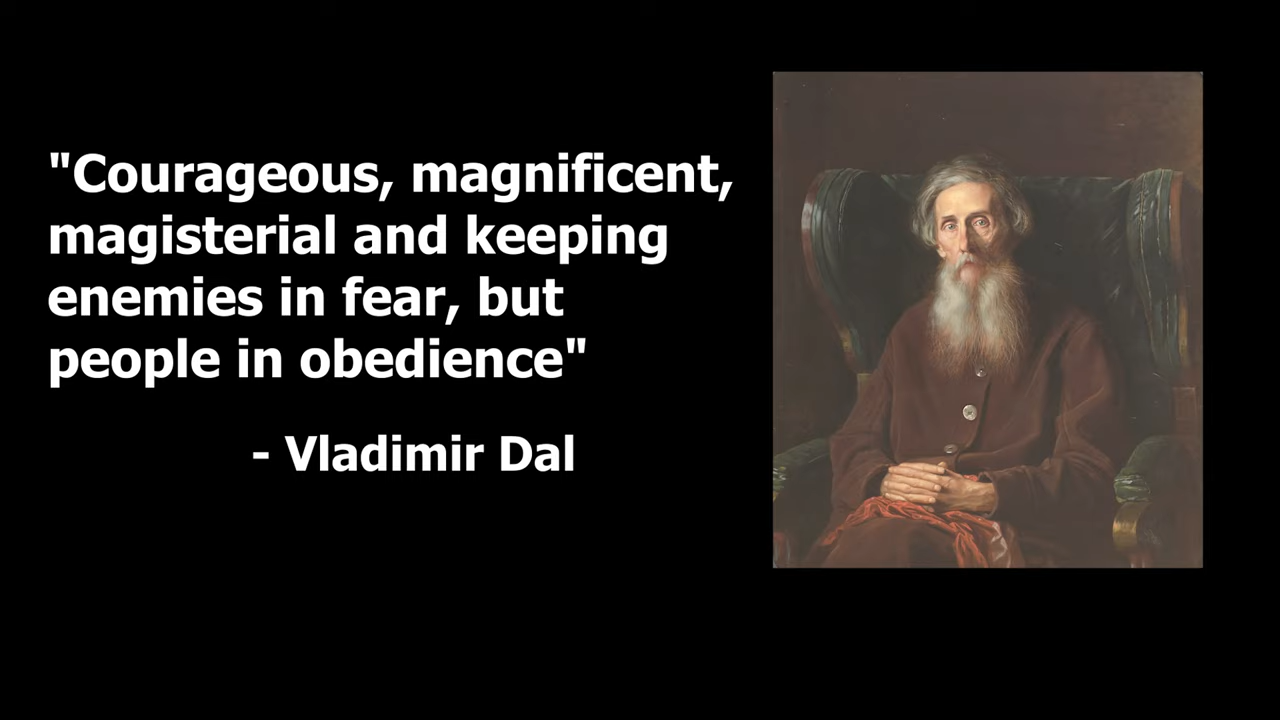 "Courageous, magnificent,
magisterial and keeping
enemies in fear, but
people in obedience"
- Vladimir Dal